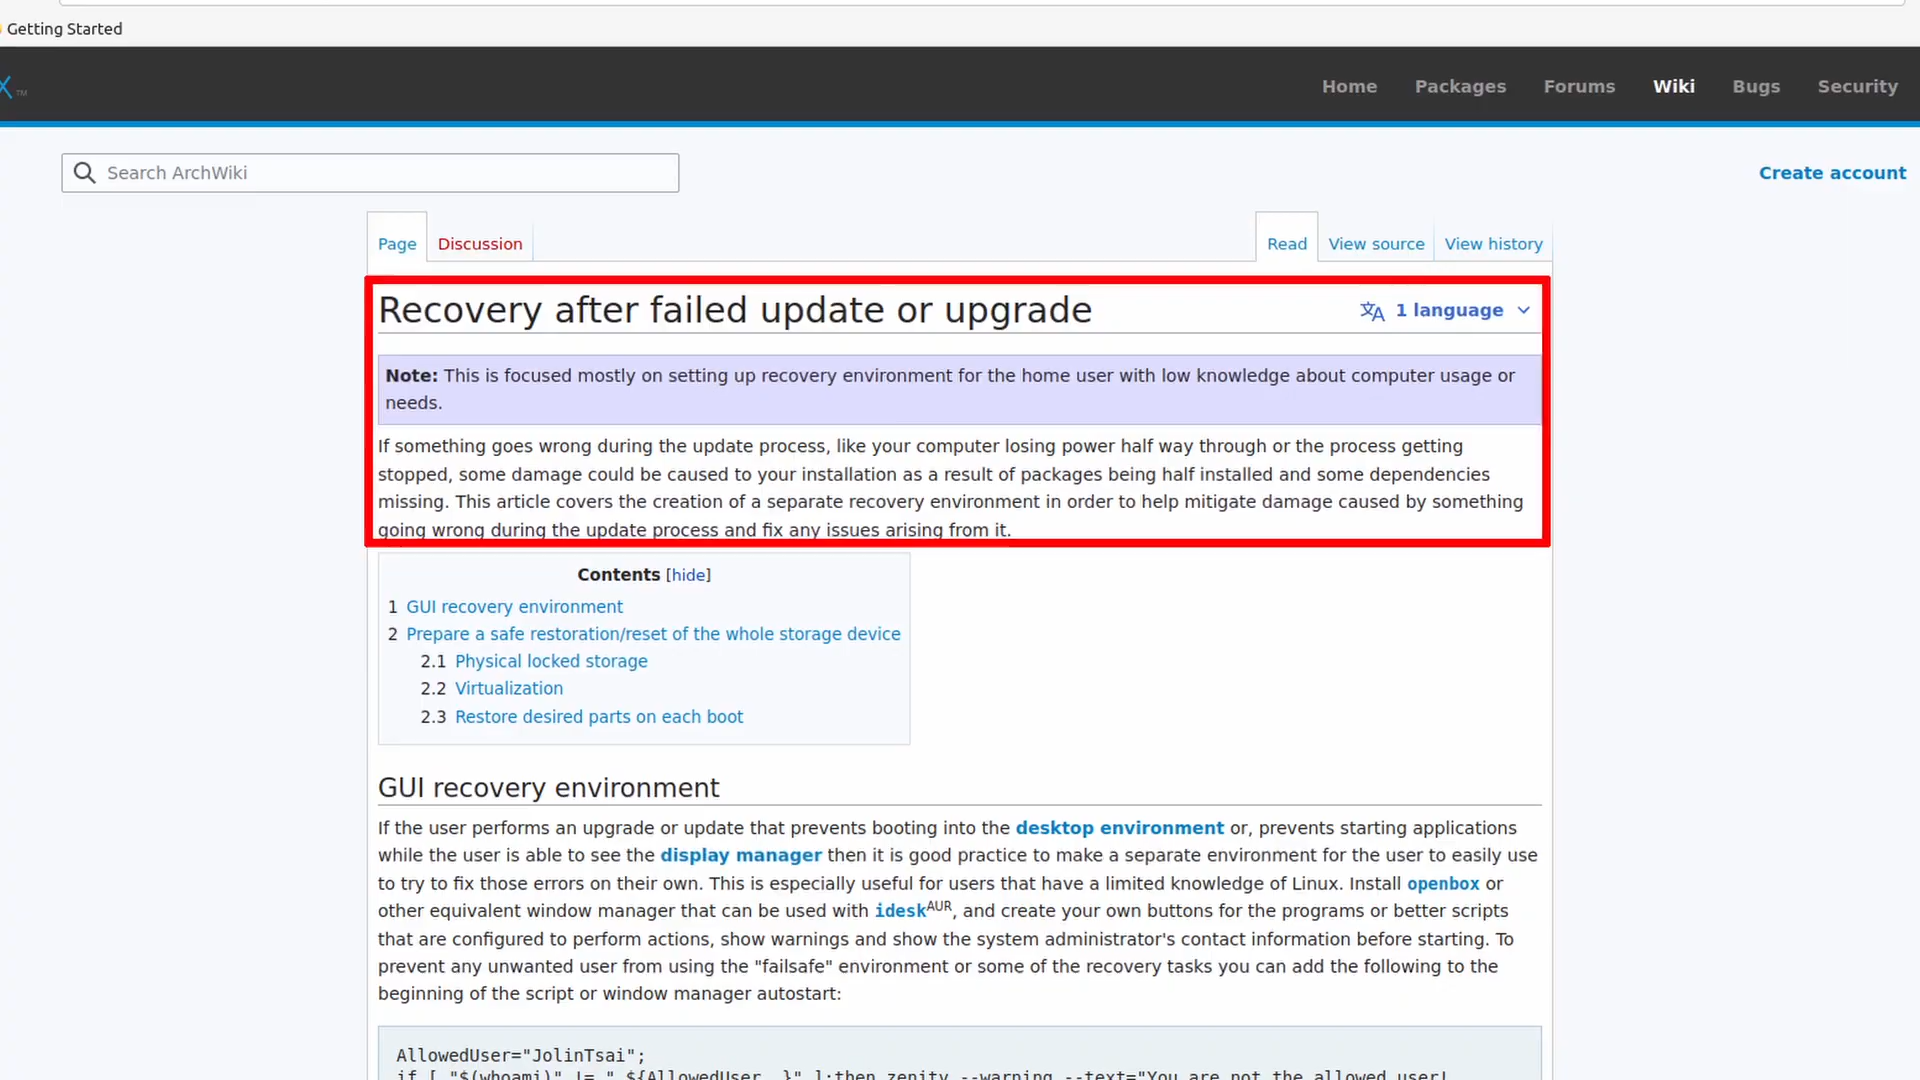 Getting Started
X ™
Home Packages Forums Wiki Bugs Security
Search ArchWiki
Create account
Page Discussion Read View source View history
Recovery after failed update or upgrade
1 language
Note: This is focused mostly on setting up recovery environment for the home user with low knowledge about computer usage or
needs.
If something goes wrong during the update process, like your computer losing power half way through or the process getting
stopped, some damage could be caused to your installation as a result of packages being half installed and some dependencies
missing. This article covers the creation of a separate recovery environment in order to help mitigate damage caused by something
going wrong during the update process and fix any issues arising from it.
Contents [hide]
1 GUI recovery environment
2 Prepare a safe restoration/reset of the whole storage device
2.1 Physical locked storage
2.2 Virtualization
2.3 Restore desired parts on each boot
GUI recovery environment
If the user performs an upgrade or update that prevents booting into the desktop environment or, prevents starting applications
while the user is able to see the display manager then it is good practice to make a separate environment for the user to easily use
to try to fix those errors on their own. This is especially useful for users that have a limited knowledge of Linux. Install openbox or
other equivalent window manager that can be used with ideskAUR, and create your own buttons for the programs or better scripts
that are configured to perform actions, show warnings and show the system administrator's contact information before starting. To
prevent any unwanted user from using the "failsafe" environment or some of the recovery tasks you can add the following to the
beginning of the script or window manager autostart:
AllowedUser="JolinTsai";
if [ "$(whoami)" != " ${AllowedUser  }" ];then zenity --warning --text="You are not the allowed user!